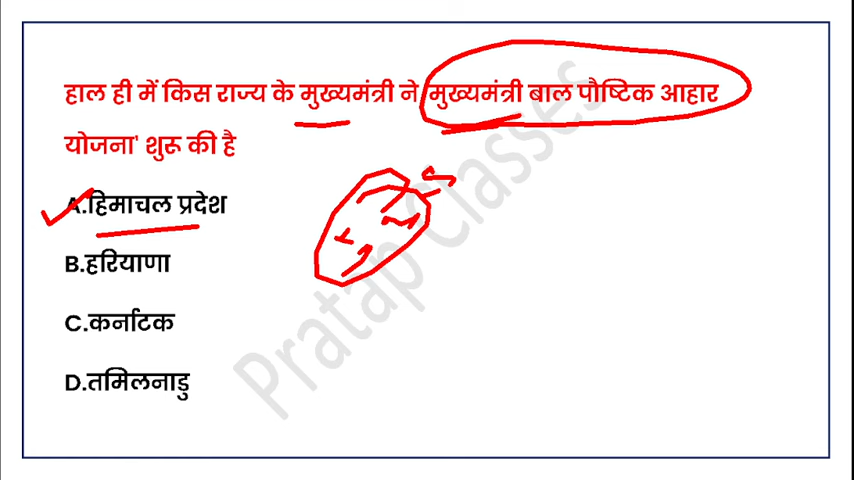 हाल ही में किस राज्य के मुख्यमंत्री ने मुख्यमंत्री बाल पौष्टिक आहार
योजना' शुरू की है
A.हिमाचल प्रदेश
B.हरियाणा
C.कर्नाटक
D.तमिलनाडु
Pratap Classes